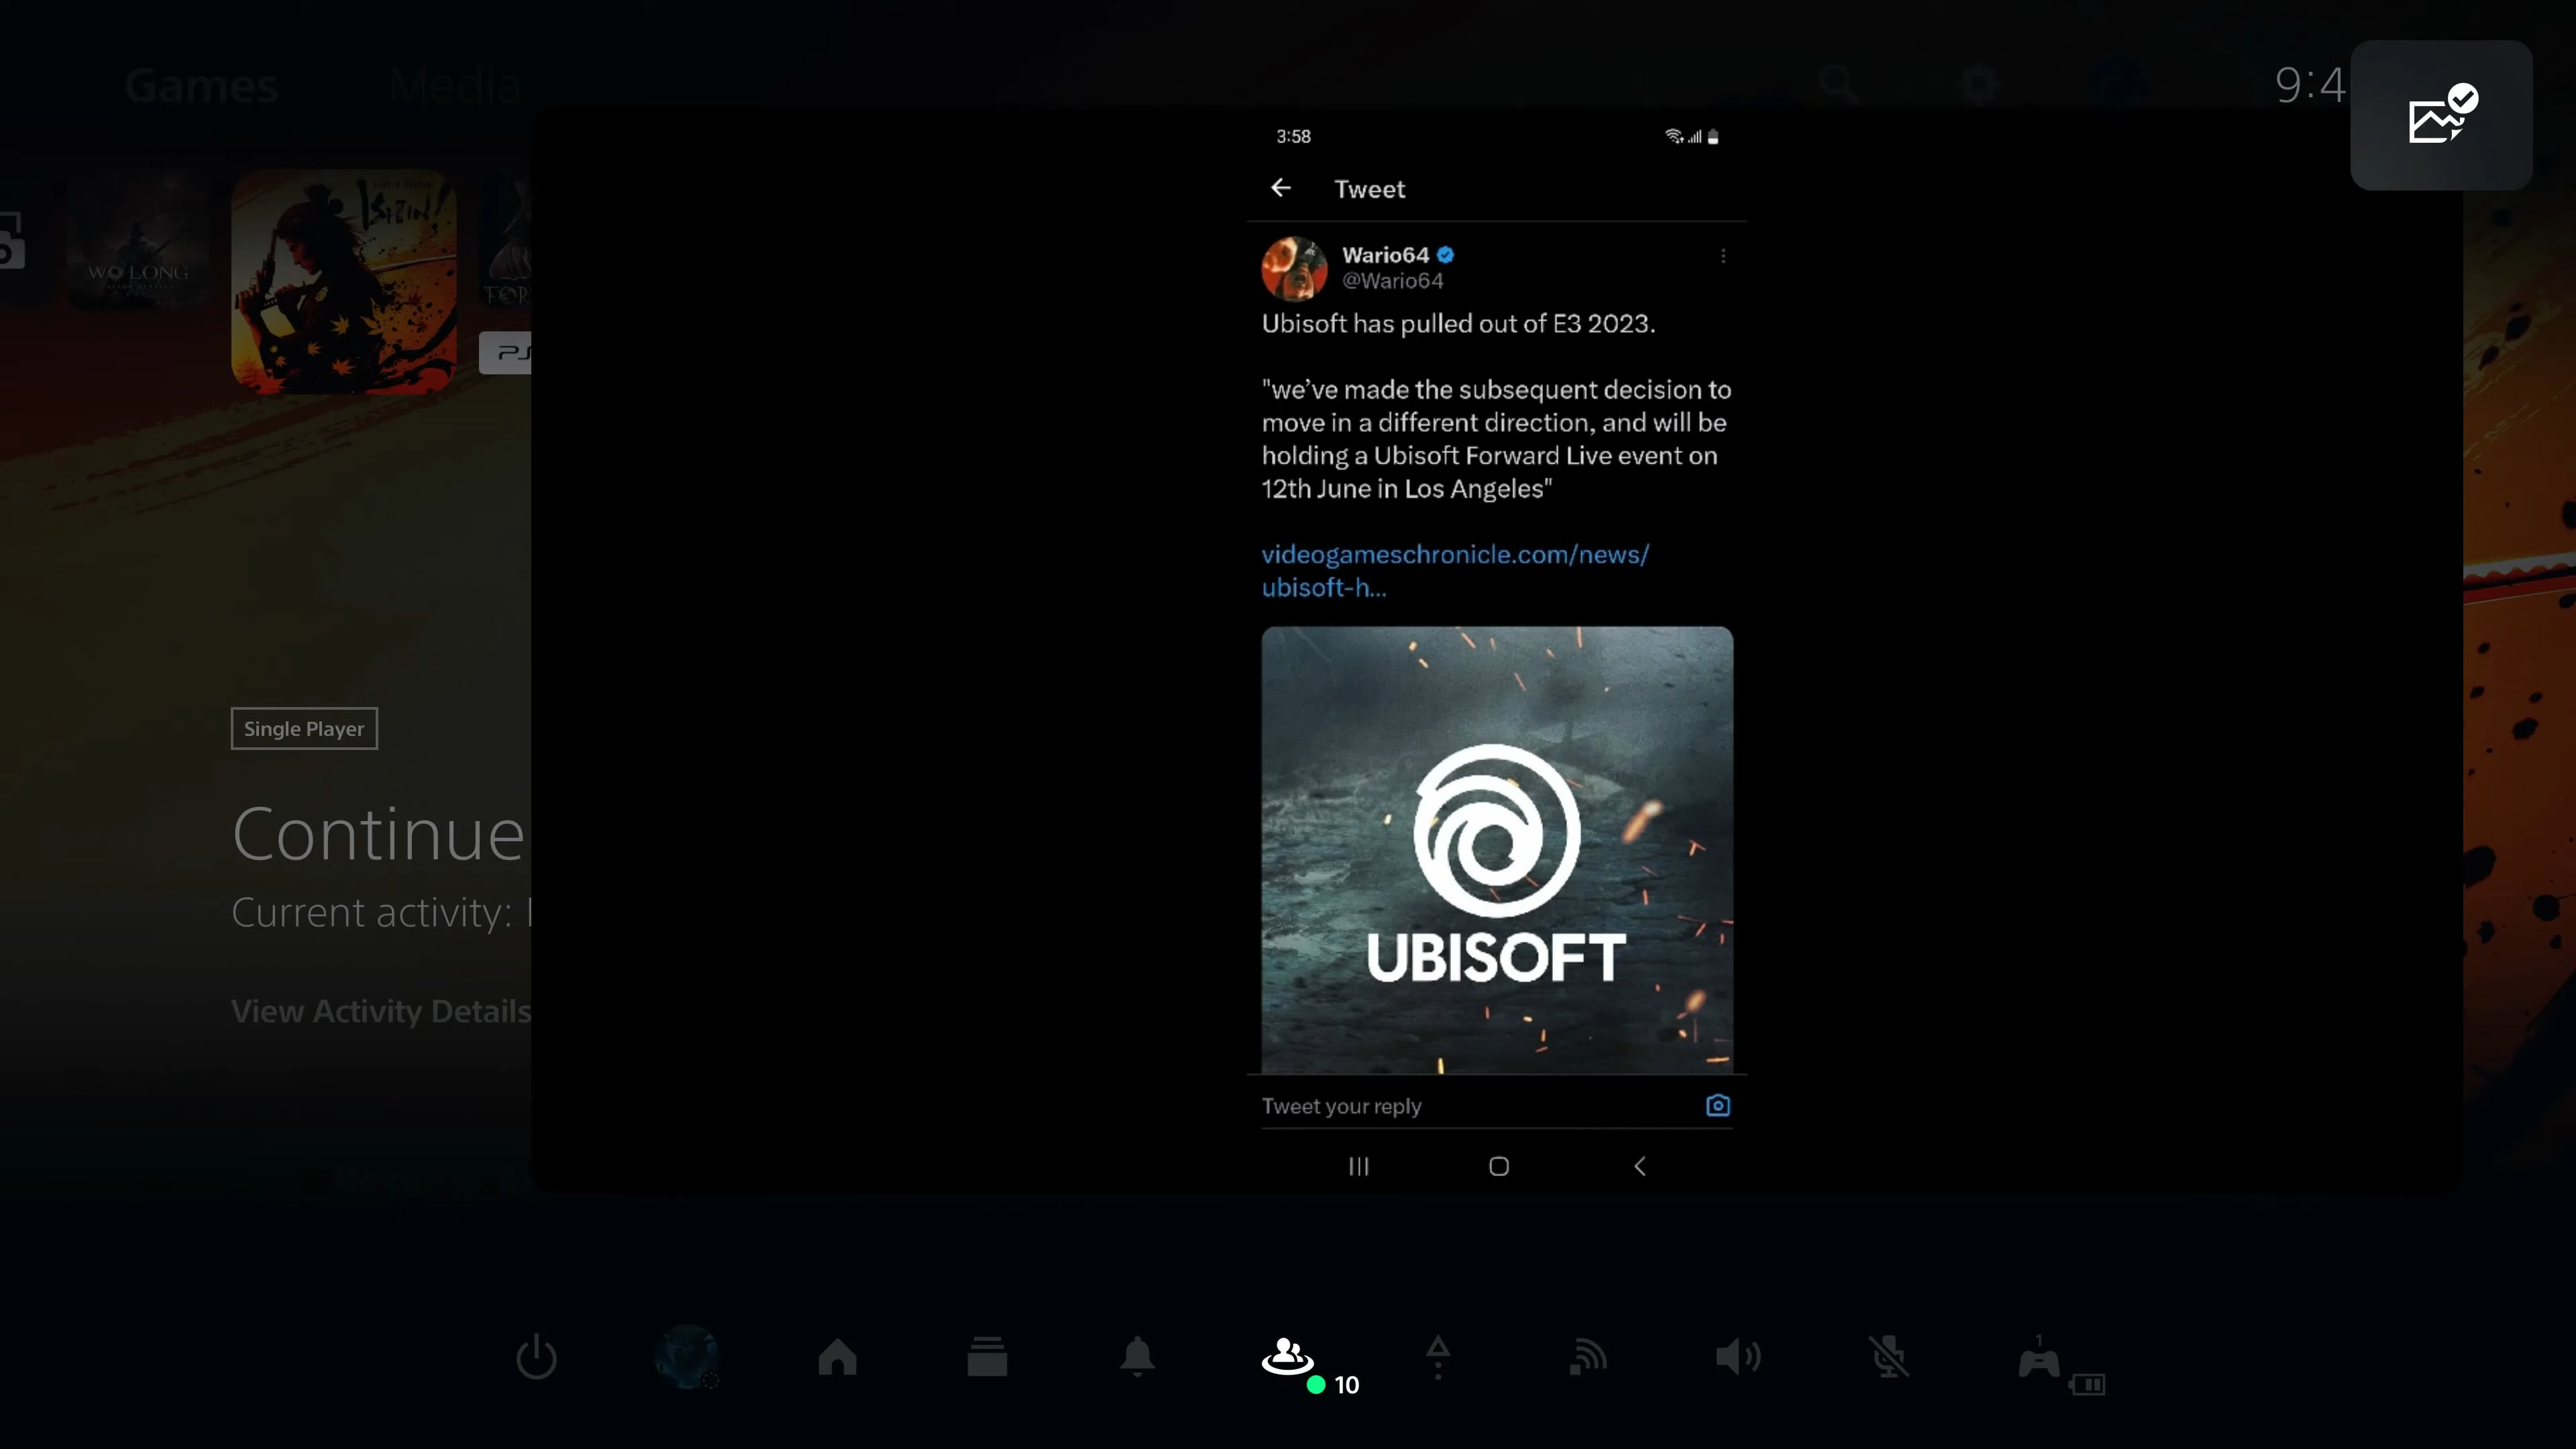 Games
Media
9:4
WO LONG
ISHIN!
FOR
Single Player
Continue
Current activity:
View Activity Details
3:58
Tweet
Wario64
@Wario64
Ubisoft has pulled out of E3 2023.
"we’ve made the subsequent decision to
move in a different direction, and will be
holding a Ubisoft Forward Live event on
12th June in Los Angeles"
videogameschronicle.com/news/
ubisoft-h...
UBISOFT
Tweet your reply
10
1